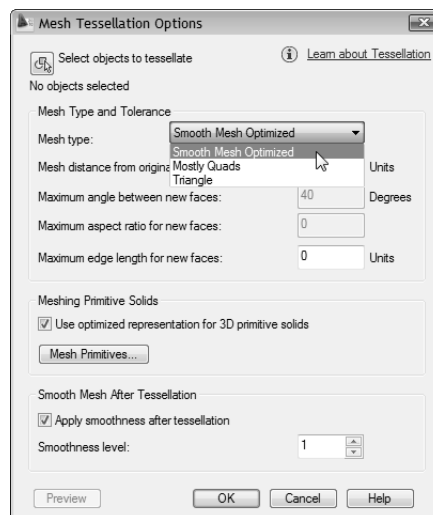 Mesh Tessellation Options
Select objects to tessellate
Learn about Tessellation
No objects selected
Mesh Type and Tolerance
Mesh type: Smooth Mesh Optimized
Smooth Mesh Optimized
Mesh distance from origina Mostly Quads Units
Triangle
Maximum angle between new faces: 40 Degrees
Maximum aspect ratio for new faces: 0
Maximum edge length for new faces: 0 Units
Meshing Primitive Solids
Use optimized representation for 3D primitive solids
Mesh Primitives...
Smooth Mesh After Tessellation
Apply smoothness after tessellation
Smoothness level: 1
Preview OK Cancel Help